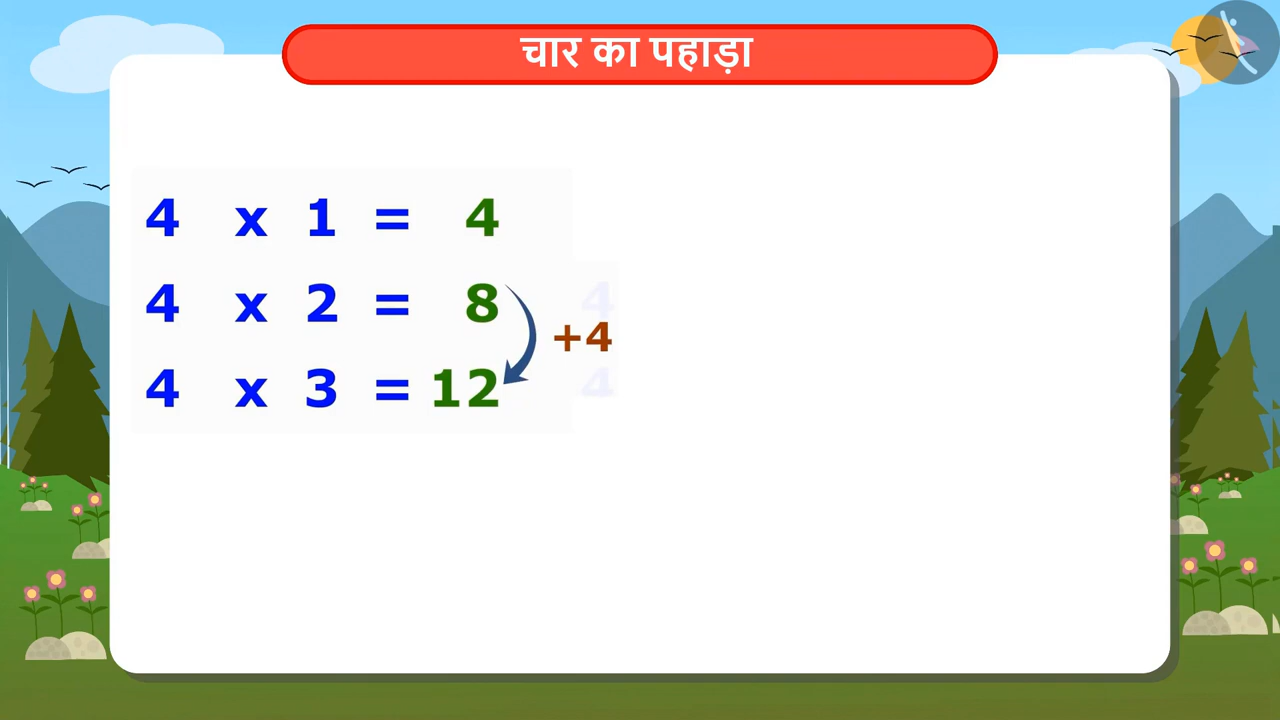 चार का पहाड़ा
4 x 1 = 4
4 x 2 = 8
+4
4 x 3 = 12